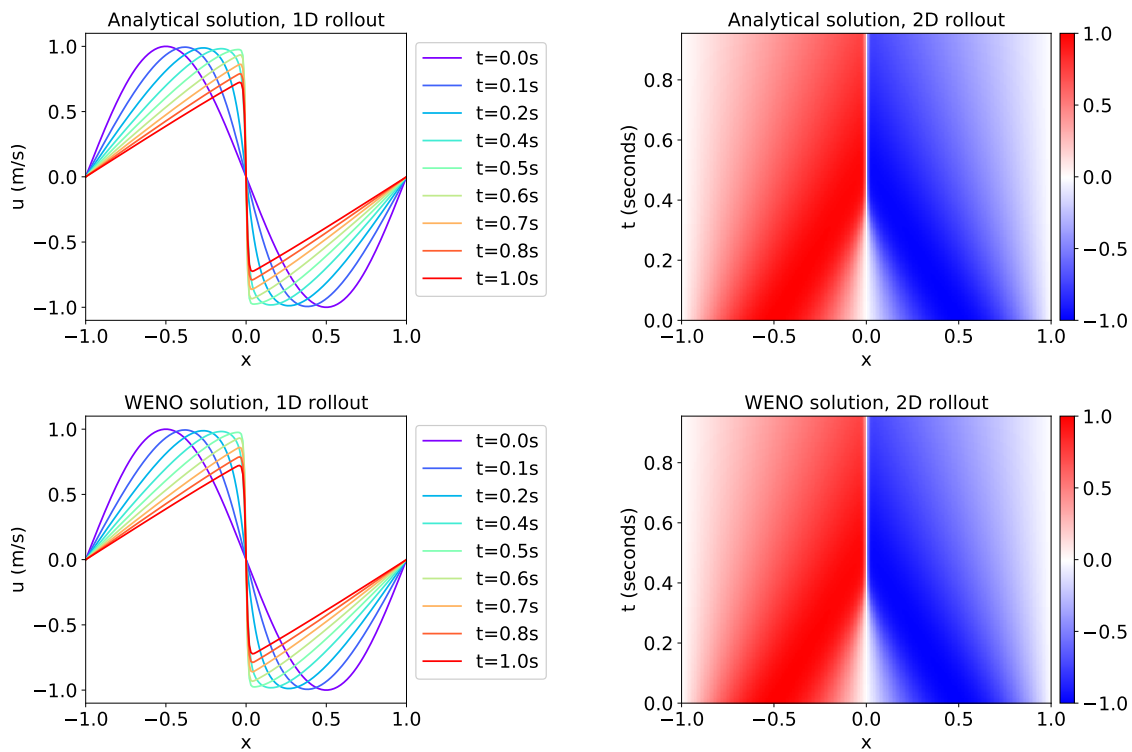 Analytical solution, 1D rollout
1.0
0.5
0.0
−0.5
−1.0
u (m/s)
−1.0
−0.5
0.0
0.5
1.0
x
t=0.0s
t=0.1s
t=0.2s
t=0.4s
t=0.5s
t=0.6s
t=0.7s
t=0.8s
t=1.0s
Analytical solution, 2D rollout
0.8
0.6
0.4
0.2
0.0
t (seconds)
−1.0
−0.5
0.0
0.5
1.0
x
1.0
0.5
0.0
−0.5
−1.0
WENO solution, 1D rollout
1.0
0.5
0.0
−0.5
−1.0
u (m/s)
−1.0
−0.5
0.0
0.5
1.0
x
t=0.0s
t=0.1s
t=0.2s
t=0.4s
t=0.5s
t=0.6s
t=0.7s
t=0.8s
t=1.0s
WENO solution, 2D rollout
0.8
0.6
0.4
0.2
0.0
t (seconds)
−1.0
−0.5
0.0
0.5
1.0
x
1.0
0.5
0.0
−0.5
−1.0